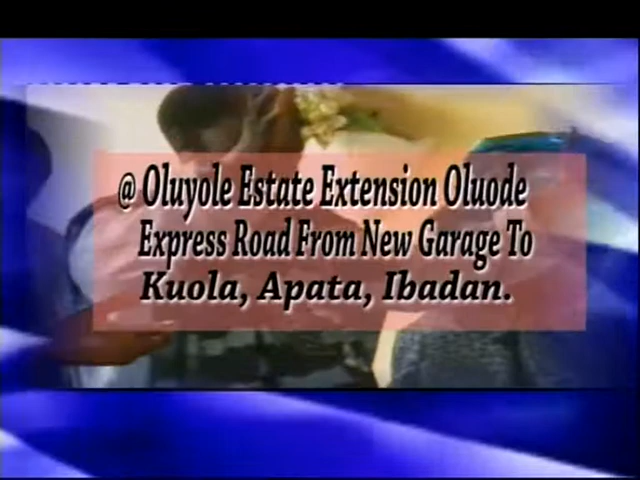 @ Oluyole Estate Extension Oluode
Express Road From New Garage To
Kuola, Apata, Ibadan.